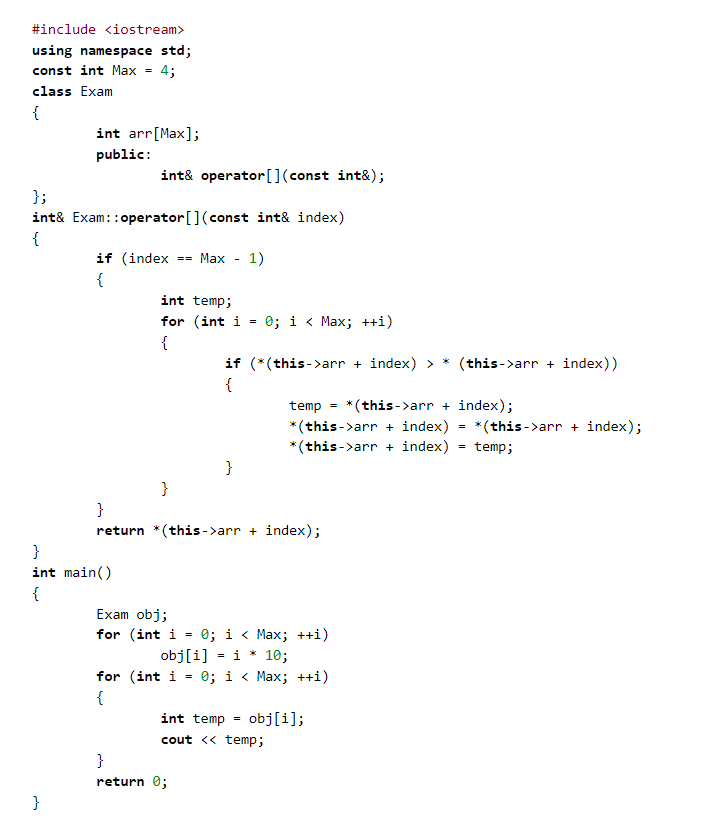 #include <iostream>
using namespace std;
const int Max = 4;
class Exam
{
        int arr[Max];
        public:
                int& operator[](const int&);
};
int& Exam::operator[](const int& index)
{
        if (index == Max - 1)
        {
                int temp;
                for (int i = 0; i < Max; ++i)
                {
                        if (*(this->arr + index) > * (this->arr + index))
                        {
                                temp = *(this->arr + index);
                                *(this->arr + index) = *(this->arr + index);
                                *(this->arr + index) = temp;
                        }
                }
        }
        return *(this->arr + index);
}
int main()
{
        Exam obj;
        for (int i = 0; i < Max; ++i)
                obj[i] = i * 10;
        for (int i = 0; i < Max; ++i)
        {
                int temp = obj[i];
                cout << temp;
        }
        return 0;
}